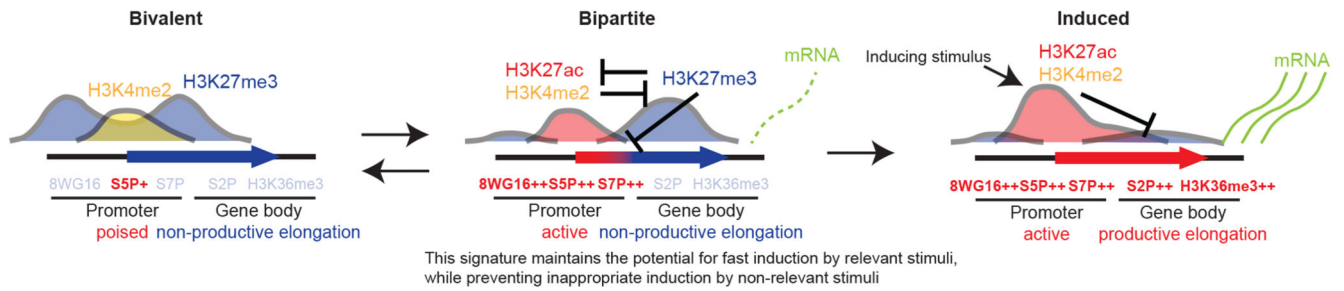 Bivalent
H3K4me2
H3K27me3
8WG16 S5P+ S7P S2P H3K36me3
Promoter Gene body
poised non-productive elongation
Bipartite
mRNA
H3K27ac
H3K4me2
H3K27me3
8WG16++S5P++ S7P++ S2P H3K36me3
Promoter Gene body
active non-productive elongation
This signature maintains the potential for fast induction by relevant stimuli,
while preventing inappropriate induction by non-relevant stimuli
Induced
Inducing stimulus
H3K27ac
H3K4me2
mRNA
8WG16++S5P++ S7P++ S2P++ H3K36me3++
Promoter Gene body
active productive elongation